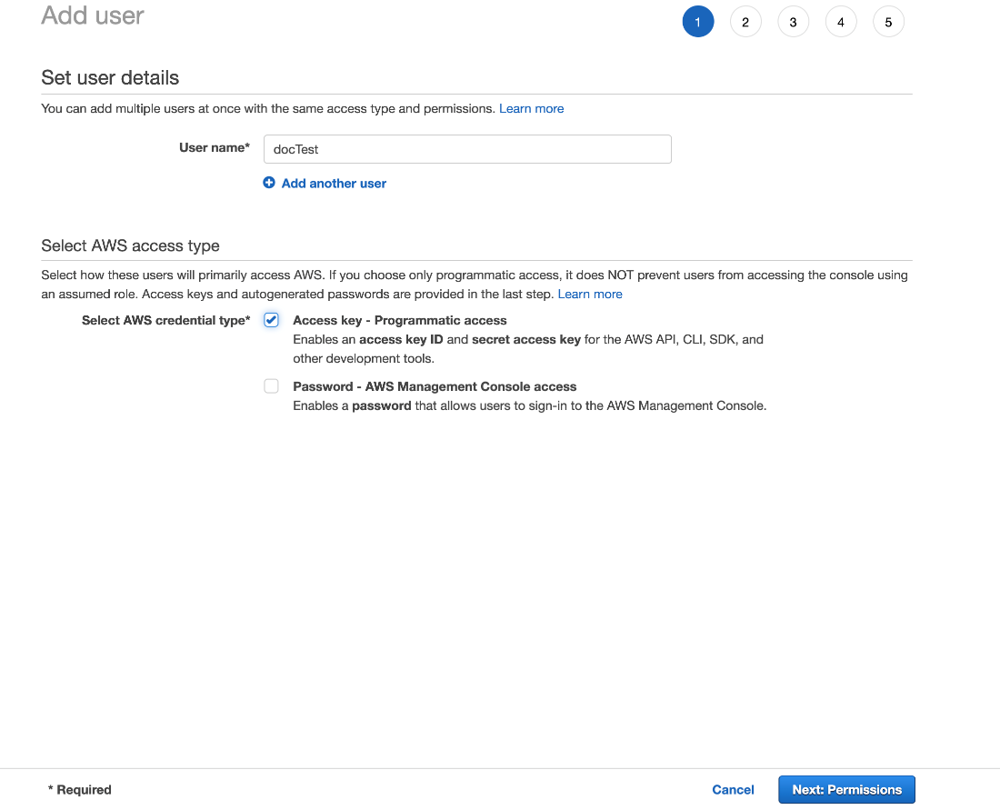 Add user
1 2 3 4 5
Set user details
You can add multiple users at once with the same access type and permissions. Learn more
User name* docTest
Add another user
Select AWS access type
Select how these users will primarily access AWS. If you choose only programmatic access, it does NOT prevent users from accessing the console using
an assumed role. Access keys and autogenerated passwords are provided in the last step. Learn more
Select AWS credential type* Access key - Programmatic access
Enables an access key ID and secret access key for the AWS API, CLI, SDK, and
other development tools.
Password - AWS Management Console access
Enables a password that allows users to sign-in to the AWS Management Console.
* Required Cancel Next: Permissions